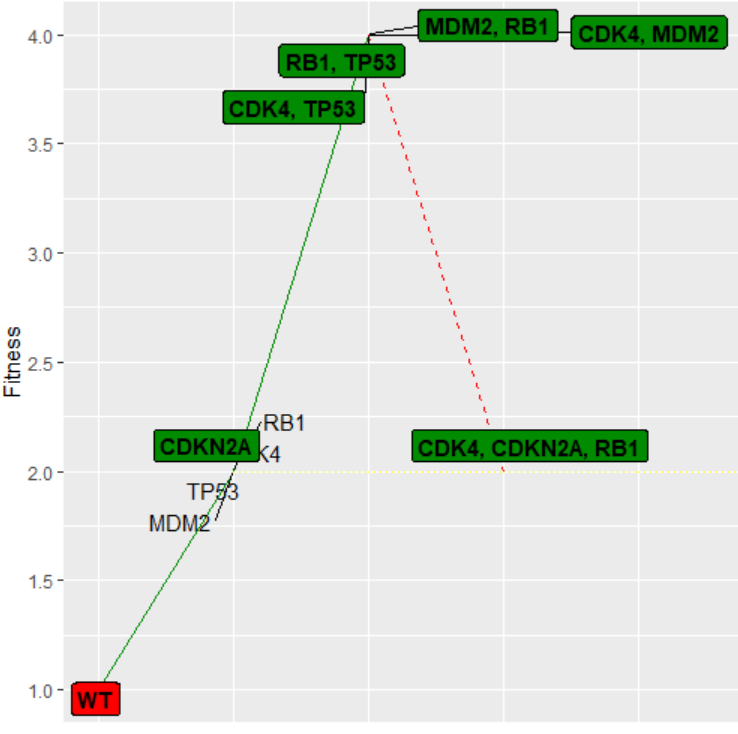 4.0
MDM2, RB1
CDK4, MDM2
RB1, TP53
CDK4, TP53
3.5
3.0
2.5
Fitness
RB1
CDKN2A
K4
CDK4, CDKN2A, RB1
2.0
TP53
MDM2
1.5
1.0
WT